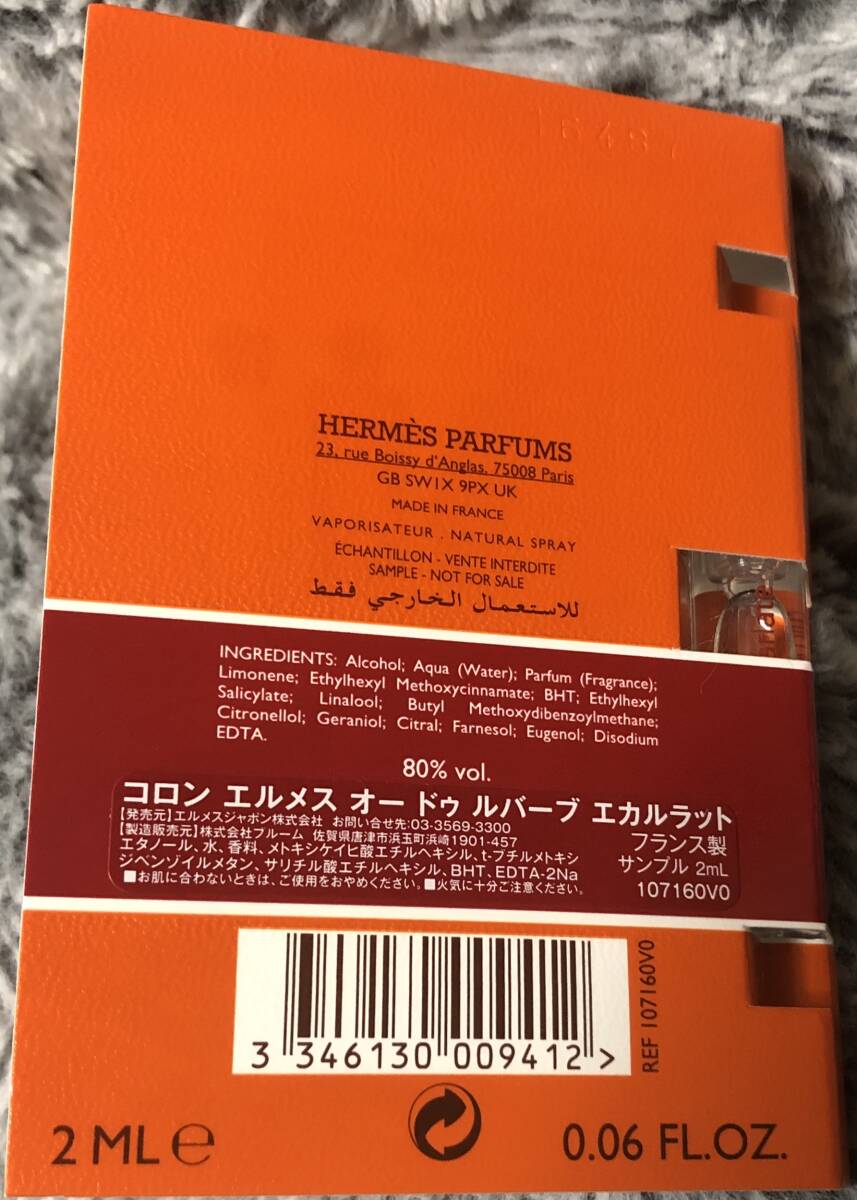 HERMÈS PARFUMS
23, rue Boissy d'Anglas, 75008 Paris
GB SW1X 9PX UK
MADE IN FRANCE
VAPORISATEUR . NATURAL SPRAY
ÉCHANTILLON - VENTE INTERDITE
SAMPLE - NOT FOR SALE
للاستعمال الخارجي فقط
INGREDIENTS: Alcohol; Aqua (Water); Parfum (Fragrance);
Limonene; Ethylhexyl Methoxycinnamate; BHT; Ethylhexyl
Salicylate; Linalool; Butyl Methoxydibenzoylmethane;
Citronellol; Geraniol; Citral; Farnesol; Eugenol; Disodium
EDTA.
80% vol.
コロン エルメス オー ドゥ ルバーブ エカルラット
【発売元】エルメスジャポン株式会社 お問い合せ先:03-3569-3300
【製造販売元】株式会社ブルーム 佐賀県唐津市浜玉町浜崎1901-457
エタノール、水、香料、メトキシケイヒ酸エチルヘキシル、t-ブチルメトキシ
ジベンゾイルメタン、サリチル酸エチルヘキシル、BHT、EDTA-2Na
■お肌に合わないときは、ご使用をおやめください。■火気に十分ご注意ください。
フランス製
サンプル 2mL
107160V0
3 346130 009412 >
REF 107160V0
2 ML ℮
0.06 FL.OZ.